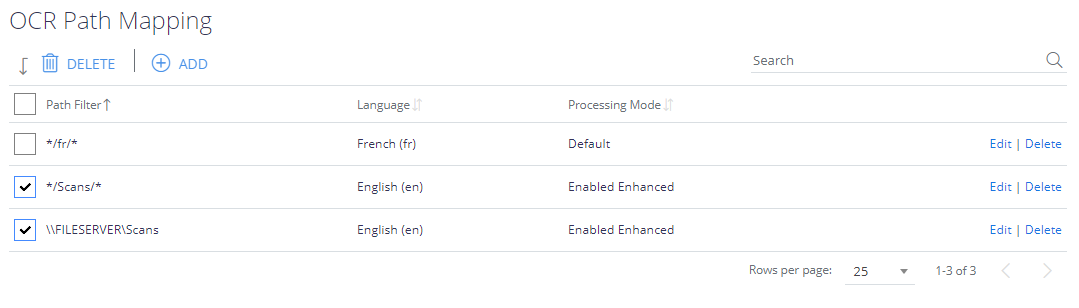 OCR Path Mapping
DELETE ADD Search
Path Filter Language Processing Mode
*/fr/* French (fr) Default Edit | Delete
*/Scans/* English (en) Enabled Enhanced Edit | Delete
\\FILESERVER\Scans English (en) Enabled Enhanced Edit | Delete
Rows per page: 25 1-3 of 3